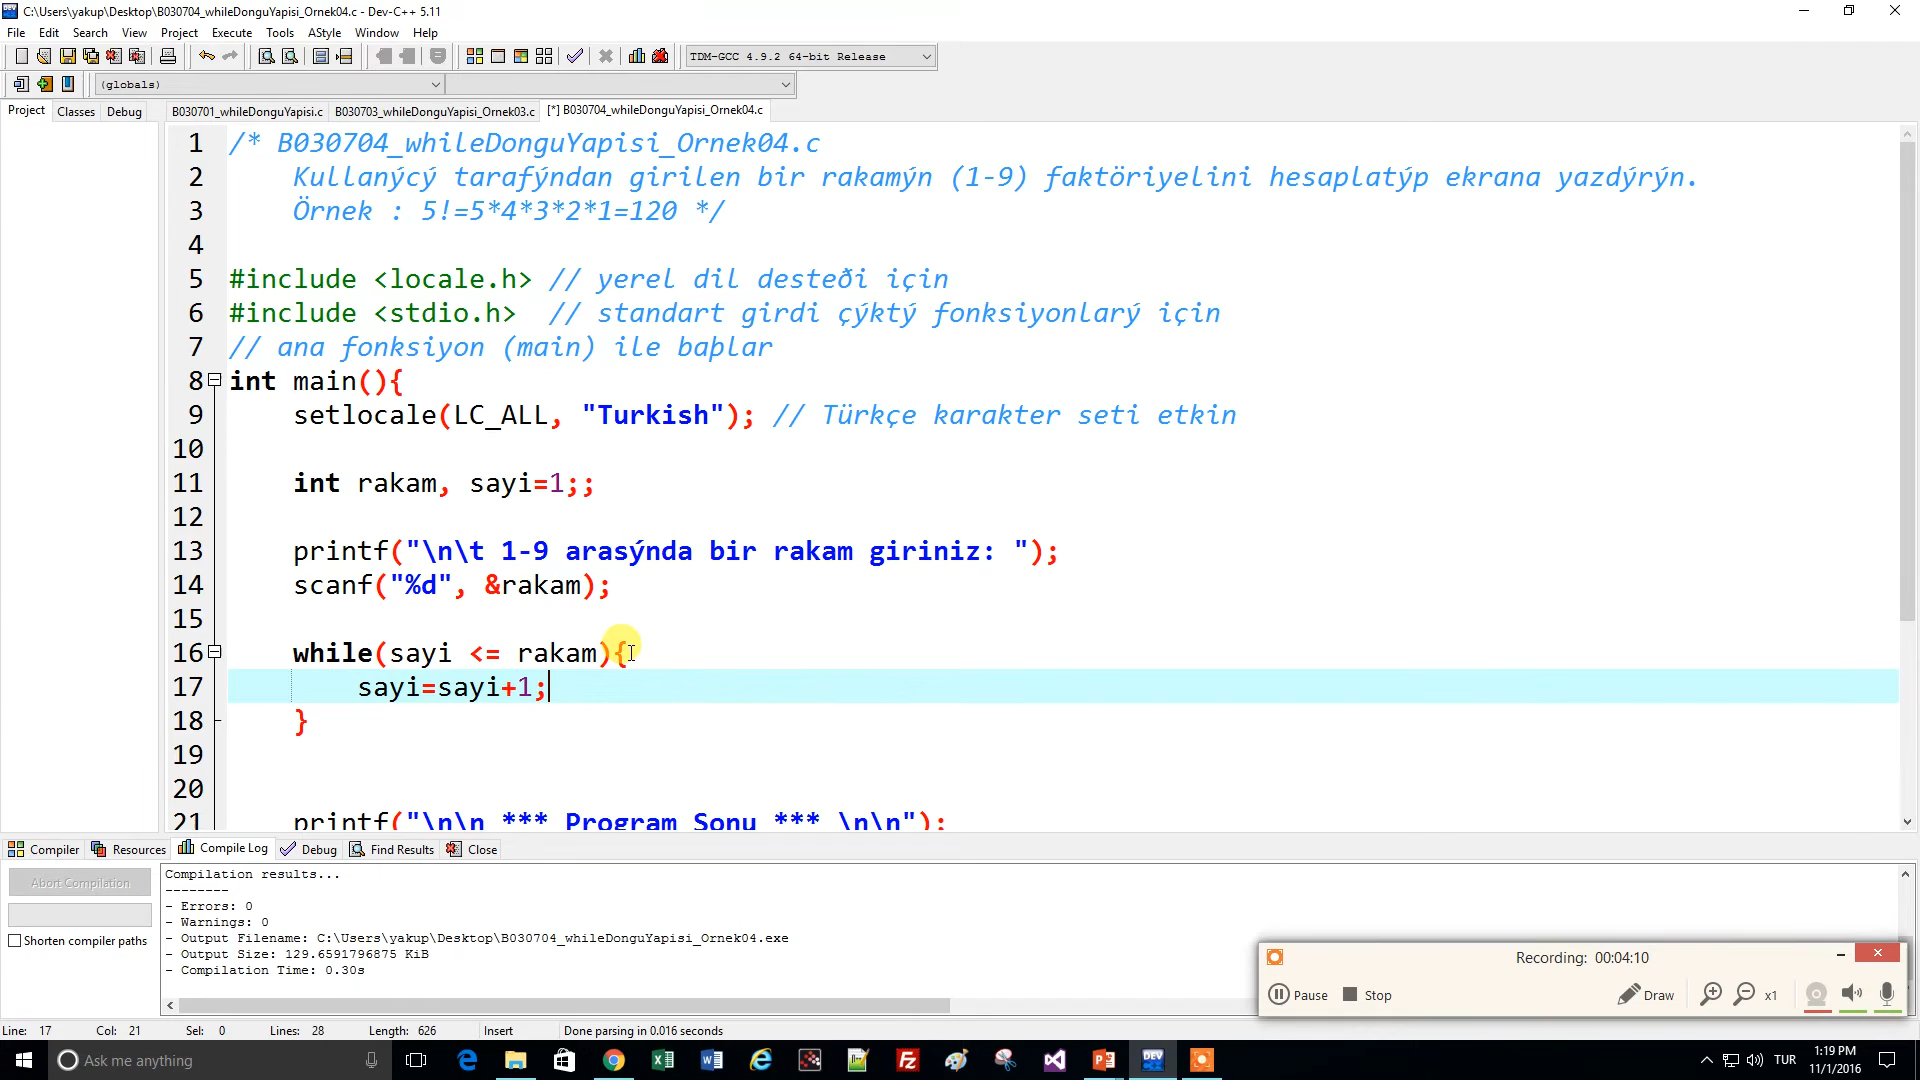 C:\Users\yakup\Desktop\B030704_whileDonguYapisi_Ornek04.c - Dev-C++ 5.11
File Edit Search View Project Execute Tools AStyle Window Help
TDM-GCC 4.9.2 64-bit Release
(globals)
Project Classes Debug B030701_whileDonguYapisi.c B030703_whileDonguYapisi_Ornek03.c [*] B030704_whileDonguYapisi_Ornek04.c
1 /* B030704_whileDonguYapisi_Ornek04.c
2 Kullanýcý tarafýndan girilen bir rakamýn (1-9) faktöriyelini hesaplatýp ekrana yazdýrýn.
3 Örnek : 5!=5*4*3*2*1=120 */
4
5 #include <locale.h> // yerel dil desteði için
6 #include <stdio.h> // standart girdi çýktý fonksiyonlarý için
7 // ana fonksiyon (main) ile baþlar
8 int main(){
9 setlocale(LC_ALL, "Turkish"); // Türkçe karakter seti etkin
10
11 int rakam, sayi=1;;
12
13 printf("\n\t 1-9 arasýnda bir rakam giriniz: ");
14 scanf("%d", &rakam);
15
16 while(sayi <= rakam){
17 sayi=sayi+1;
18 }
19
20
21 printf("\n\n *** Program Sonu *** \n\n");
Compiler Resources Compile Log Debug Find Results Close
Abort Compilation
Shorten compiler paths
Compilation results...
--------
- Errors: 0
- Warnings: 0
- Output Filename: C:\Users\yakup\Desktop\B030704_whileDonguYapisi_Ornek04.exe
- Output Size: 129.6591796875 KiB
- Compilation Time: 0.30s
Recording: 00:04:10
Pause Stop Draw x1
Line: 17 Col: 21 Sel: 0 Lines: 28 Length: 626 Insert Done parsing in 0.016 seconds
Ask me anything
DEV
TUR
1:19 PM
11/1/2016